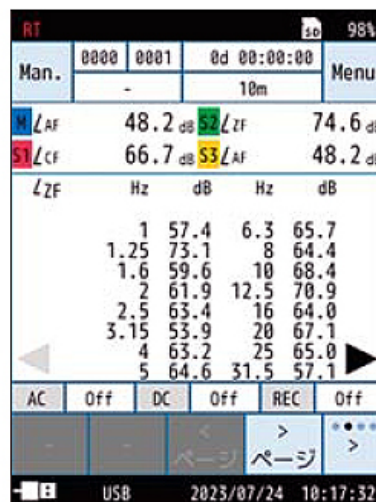 RT SD 98%
Man. 0000 0001 0d 00:00:00 Menu
- 10m
M LAF 48.2 dB S2 LZF 74.6 dB
S1 LCF 66.7 dB S3 LAF 48.2 dB
LZF Hz dB Hz dB
1 57.4 6.3 65.7
1.25 73.1 8 64.4
1.6 59.6 10 68.4
2 61.9 12.5 70.9
2.5 63.4 16 64.0
3.15 53.9 20 67.1
4 63.2 25 65.0
5 64.6 31.5 57.1
AC Off DC Off REC Off
- - < > >
ページ ページ
USB 2023/07/24 10:17:32